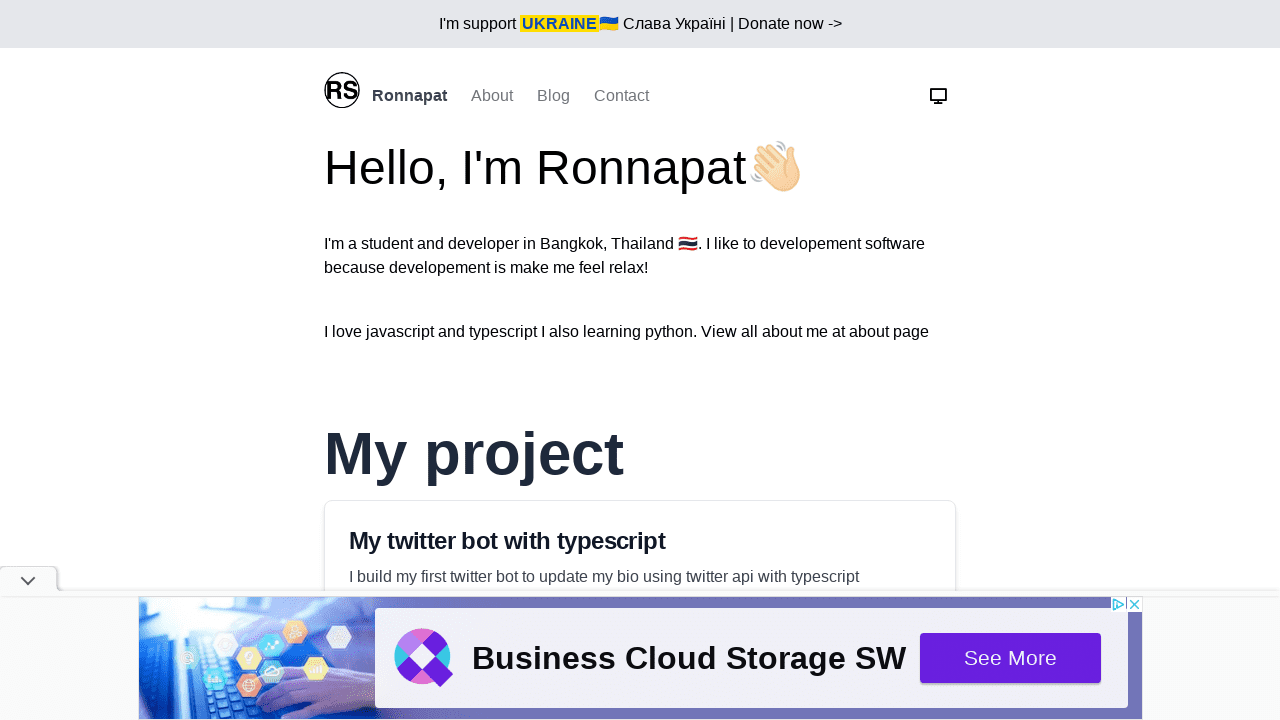 I'm support UKRAINE🇺🇦 Слава Україні | Donate now ->
RS Ronnapat About Blog Contact
Hello, I'm Ronnapat👋🏻
I'm a student and developer in Bangkok, Thailand 🇹🇭. I like to developement software
because developement is make me feel relax!
I love javascript and typescript I also learning python. View all about me at about page
My project
My twitter bot with typescript
I build my first twitter bot to update my bio using twitter api with typescript
Business Cloud Storage SW
See More